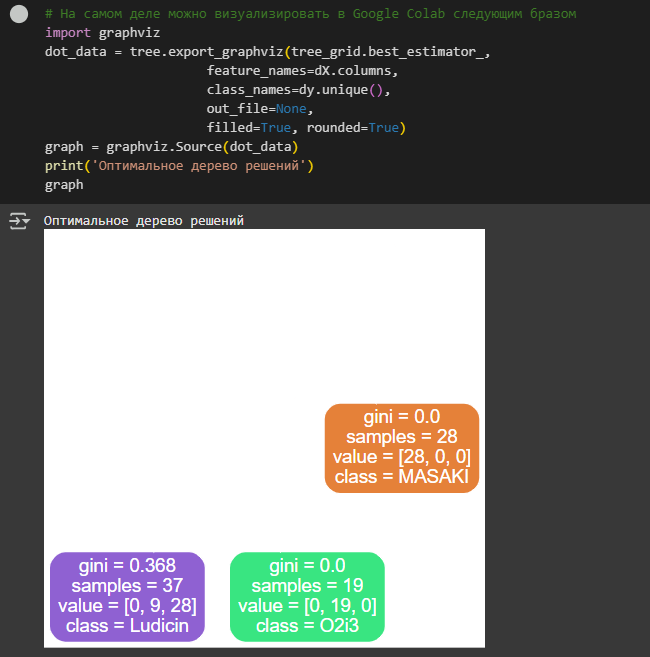 # На самом деле можно визуализировать в Google Colab следующим бразом
import graphviz
dot_data = tree.export_graphviz(tree_grid.best_estimator_,
feature_names=dX.columns,
class_names=dy.unique(),
out_file=None,
filled=True, rounded=True)
graph = graphviz.Source(dot_data)
print('Оптимальное дерево решений')
graph
Оптимальное дерево решений
gini = 0.0
samples = 28
value = [28, 0, 0]
class = MASAKI
gini = 0.368
samples = 37
value = [0, 9, 28]
class = Ludicin
gini = 0.0
samples = 19
value = [0, 19, 0]
class = O2i3